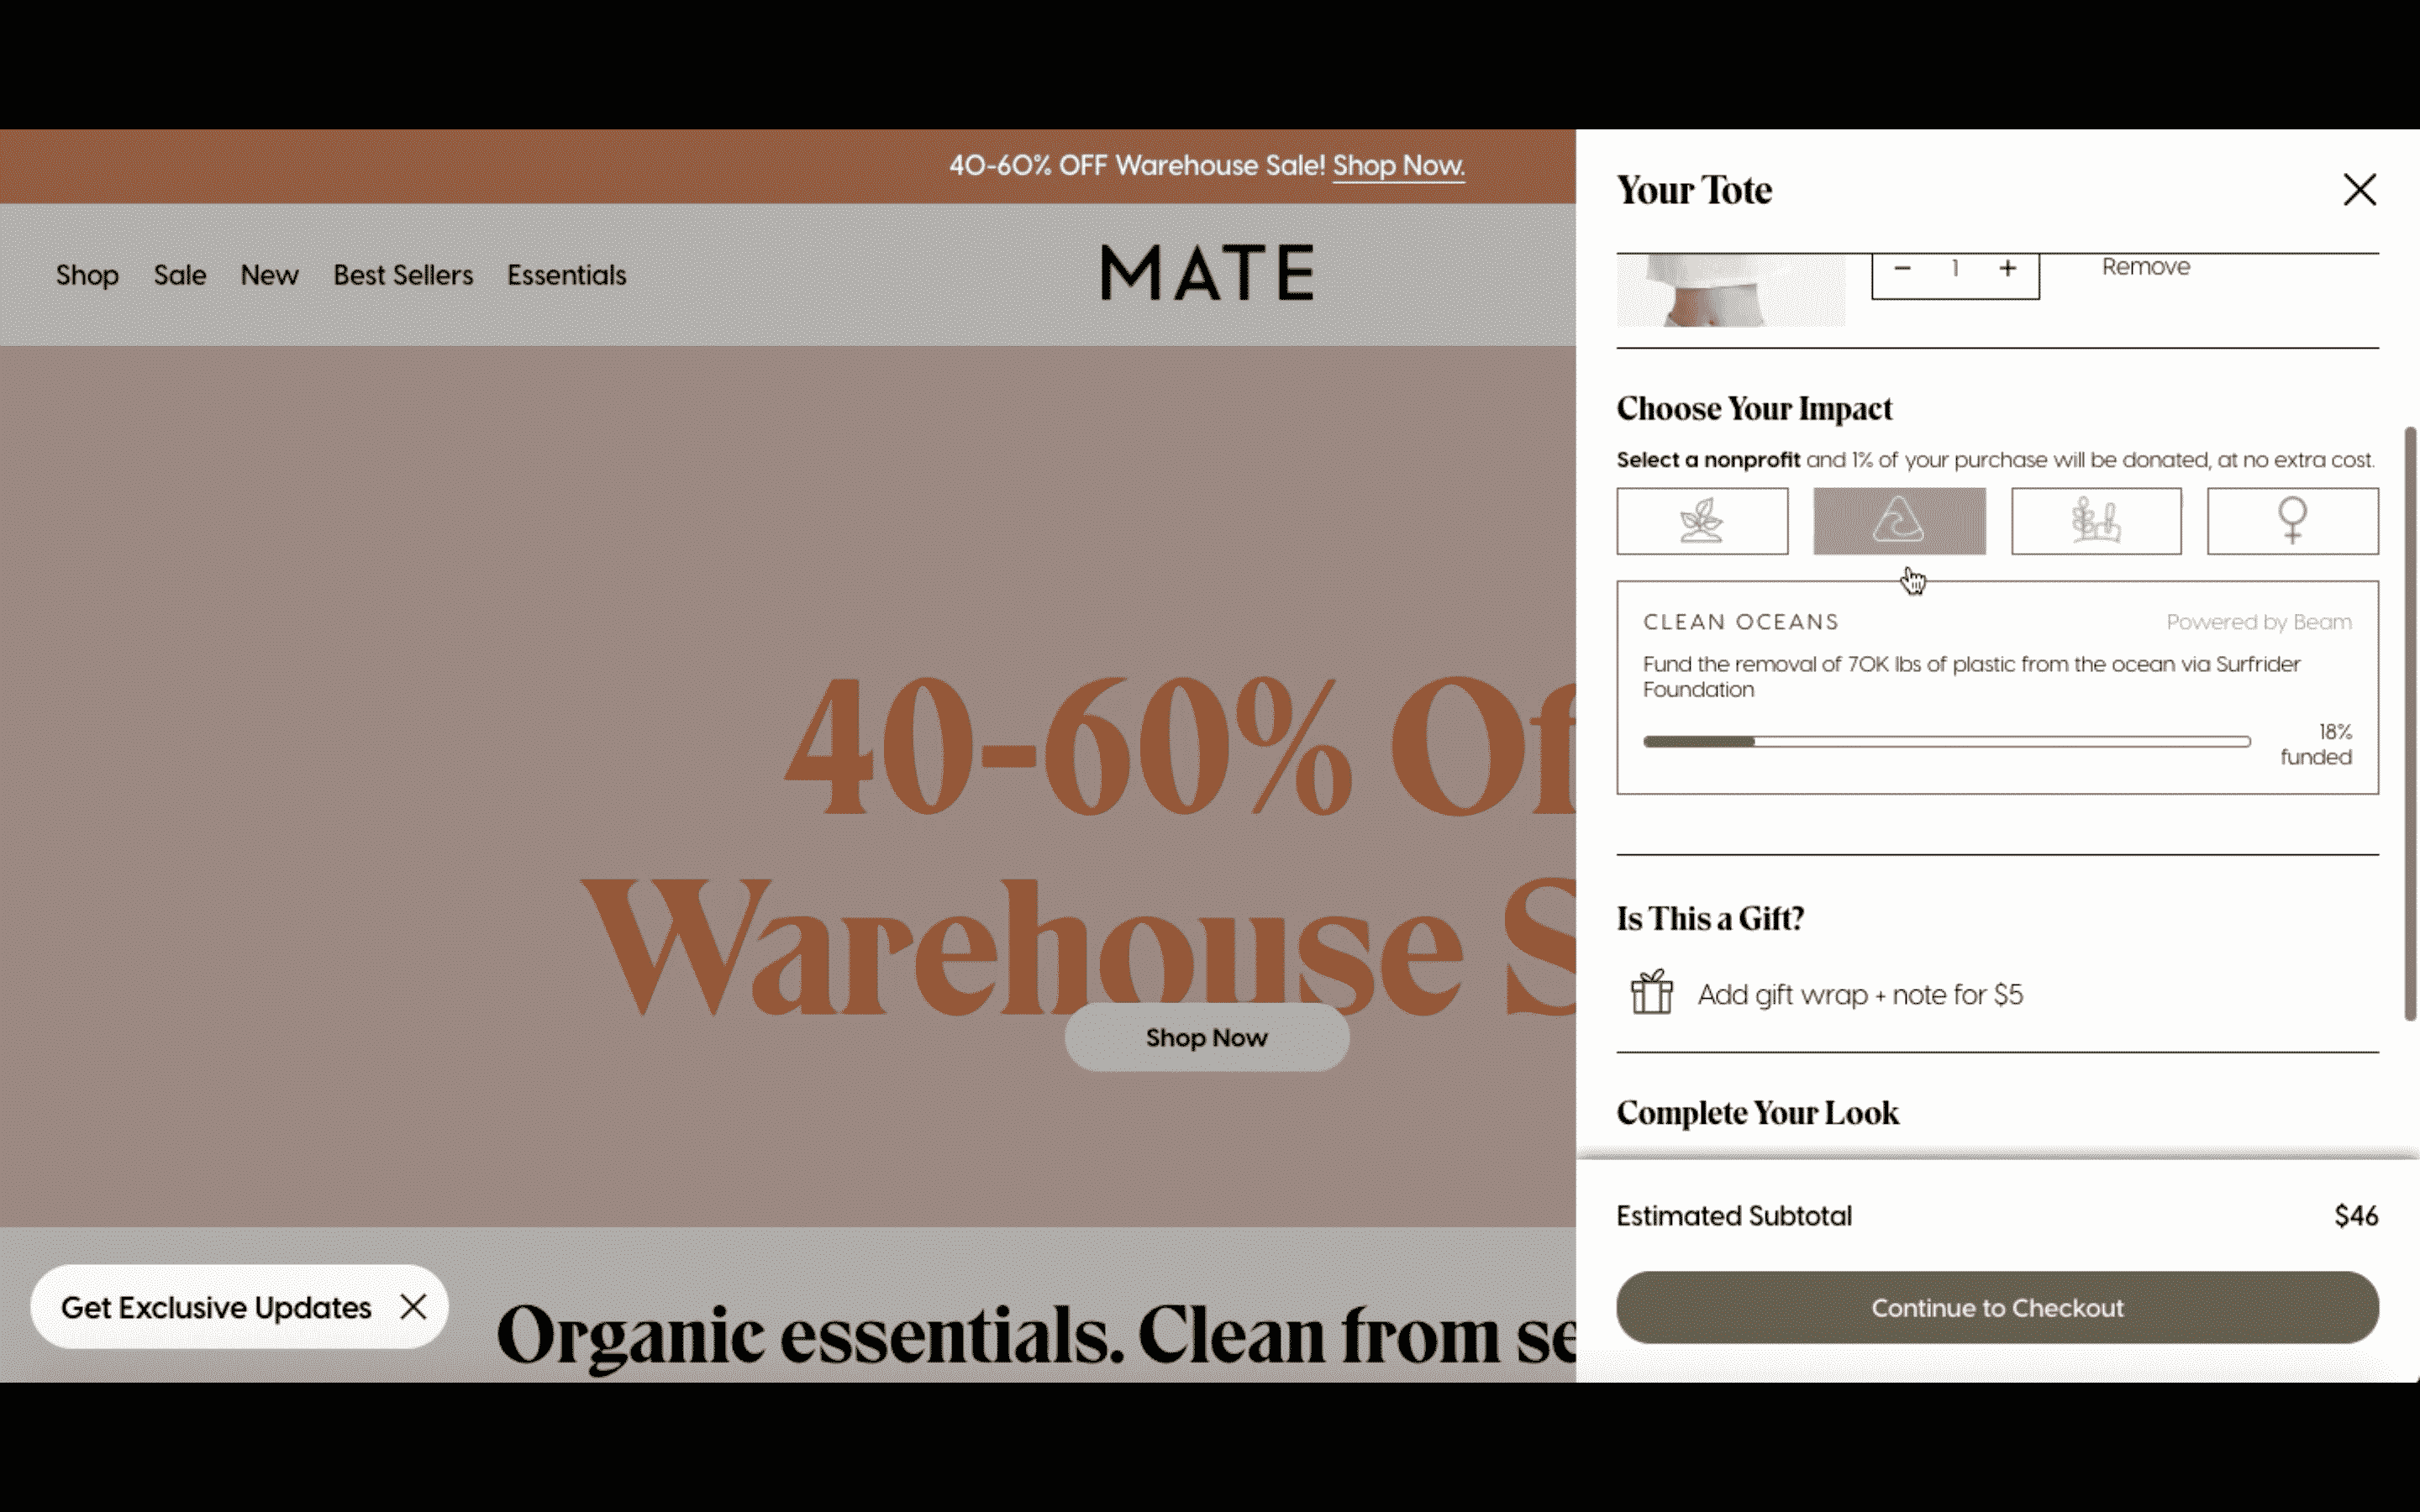 40-60% OFF Warehouse Sale! Shop Now.
Shop Sale New Best Sellers Essentials
MATE
40-60% Of
Warehouse S
Shop Now
Organic essentials. Clean from se
Get Exclusive Updates
Your Tote
− 1 + Remove
Choose Your Impact
Select a nonprofit and 1% of your purchase will be donated, at no extra cost.
CLEAN OCEANS Powered by Beam
Fund the removal of 70K lbs of plastic from the ocean via Surfrider
Foundation
18%
funded
Is This a Gift?
Add gift wrap + note for $5
Complete Your Look
Estimated Subtotal $46
Continue to Checkout